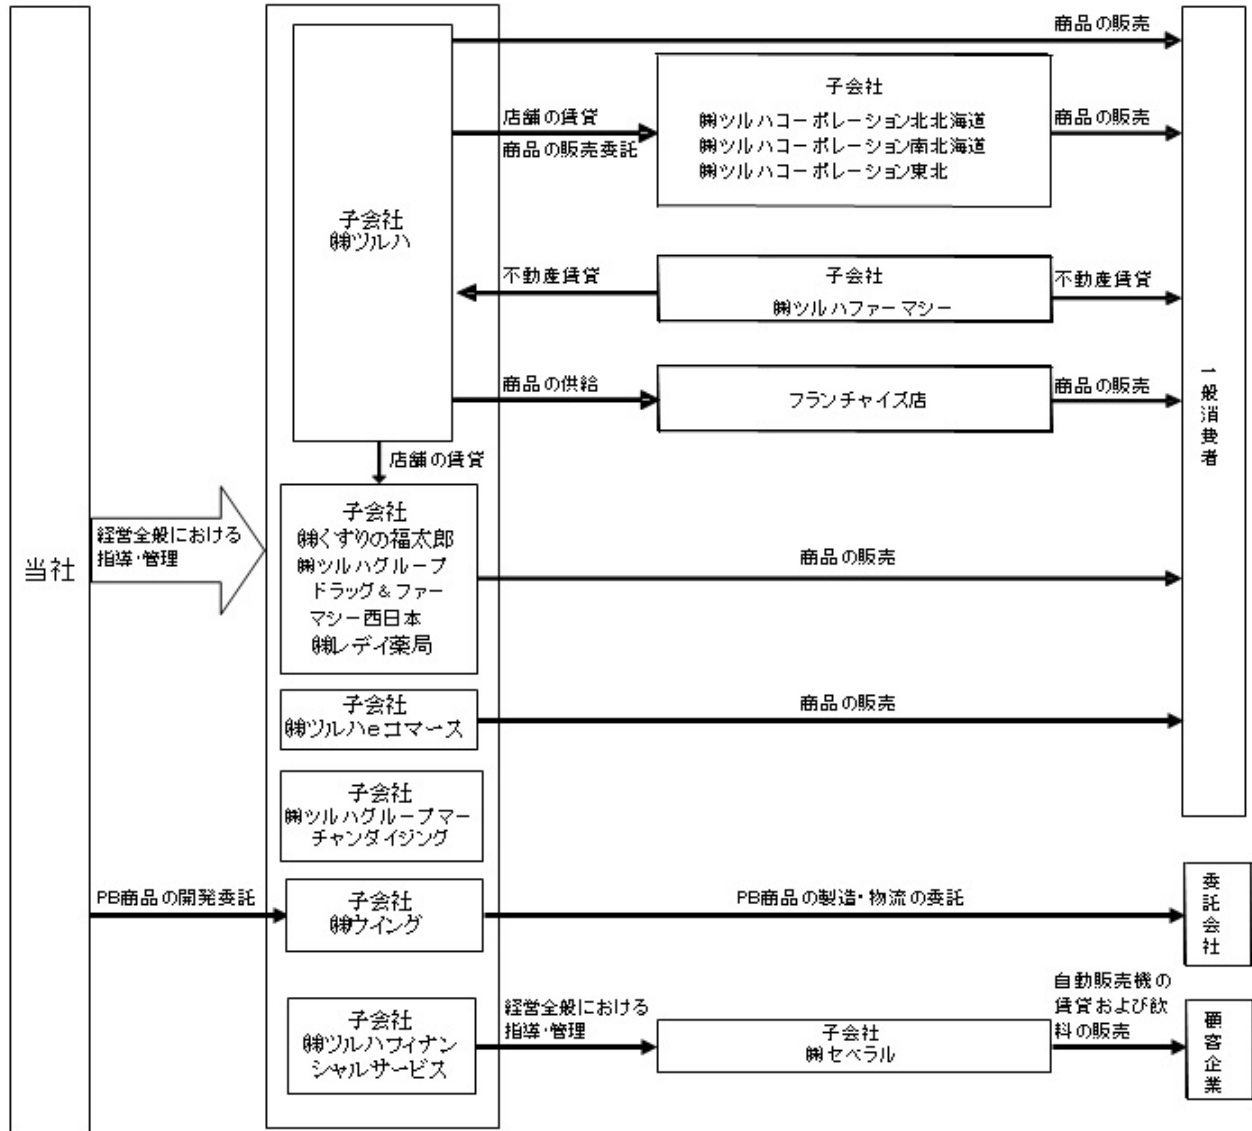 当社
経営全般における
指導・管理
PB商品の開発委託
子会社
㈱ツルハ
商品の販売
店舗の賃貸
商品の販売委託
子会社
㈱ツルハコーポレーション北北海道
㈱ツルハコーポレーション南北海道
㈱ツルハコーポレーション東北
商品の販売
不動産賃貸
子会社
㈱ツルハファーマシー
不動産賃貸
商品の供給
フランチャイズ店
商品の販売
店舗の賃貸
子会社
㈱くすりの福太郎
㈱ツルハグループ
ドラッグ&ファー
マシー西日本
㈱レデイ薬局
商品の販売
子会社
㈱ツルハeコマース
商品の販売
子会社
㈱ツルハグループマー
チャンダイジング
子会社
㈱ウイング
PB商品の製造・物流の委託
子会社
㈱ツルハフィナン
シャルサービス
経営全般における
指導・管理
子会社
㈱セベラル
自動販売機の
賃貸および飲
料の販売
一般消費者
委託会社
顧客企業